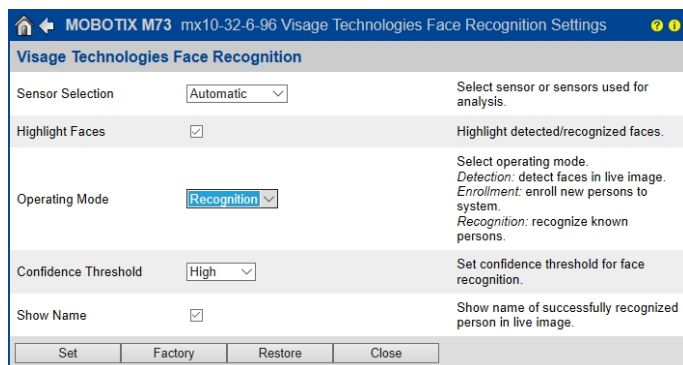 MOBOTIX M73 mx10-32-6-96 Visage Technologies Face Recognition Settings ? i
Visage Technologies Face Recognition
Sensor Selection
Automatic
Select sensor or sensors used for
analysis.
Highlight Faces
Highlight detected/recognized faces.
Operating Mode
Recognition
Select operating mode.
Detection: detect faces in live image.
Enrollment: enroll new persons to
system.
Recognition: recognize known
persons.
Confidence Threshold
High
Set confidence threshold for face
recognition.
Show Name
Show name of successfully recognized
person in live image.
Set Factory Restore Close